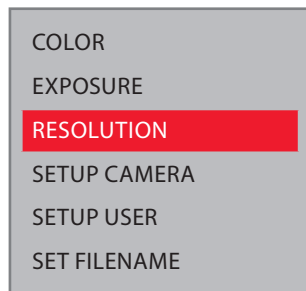 COLOR
EXPOSURE
RESOLUTION
SETUP CAMERA
SETUP USER
SET FILENAME